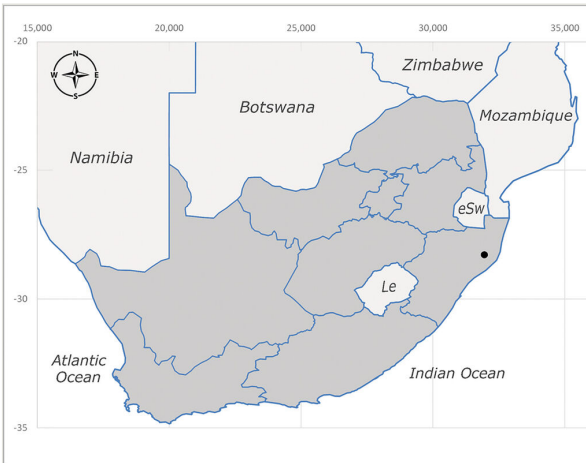 -20
15,000
20,000
25,000
30,000
35,000
N
W E
S
Zimbabwe
Botswana
Mozambique
Namibia
-25
eSw
Le
-30
Atlantic
Ocean
Indian Ocean
-35